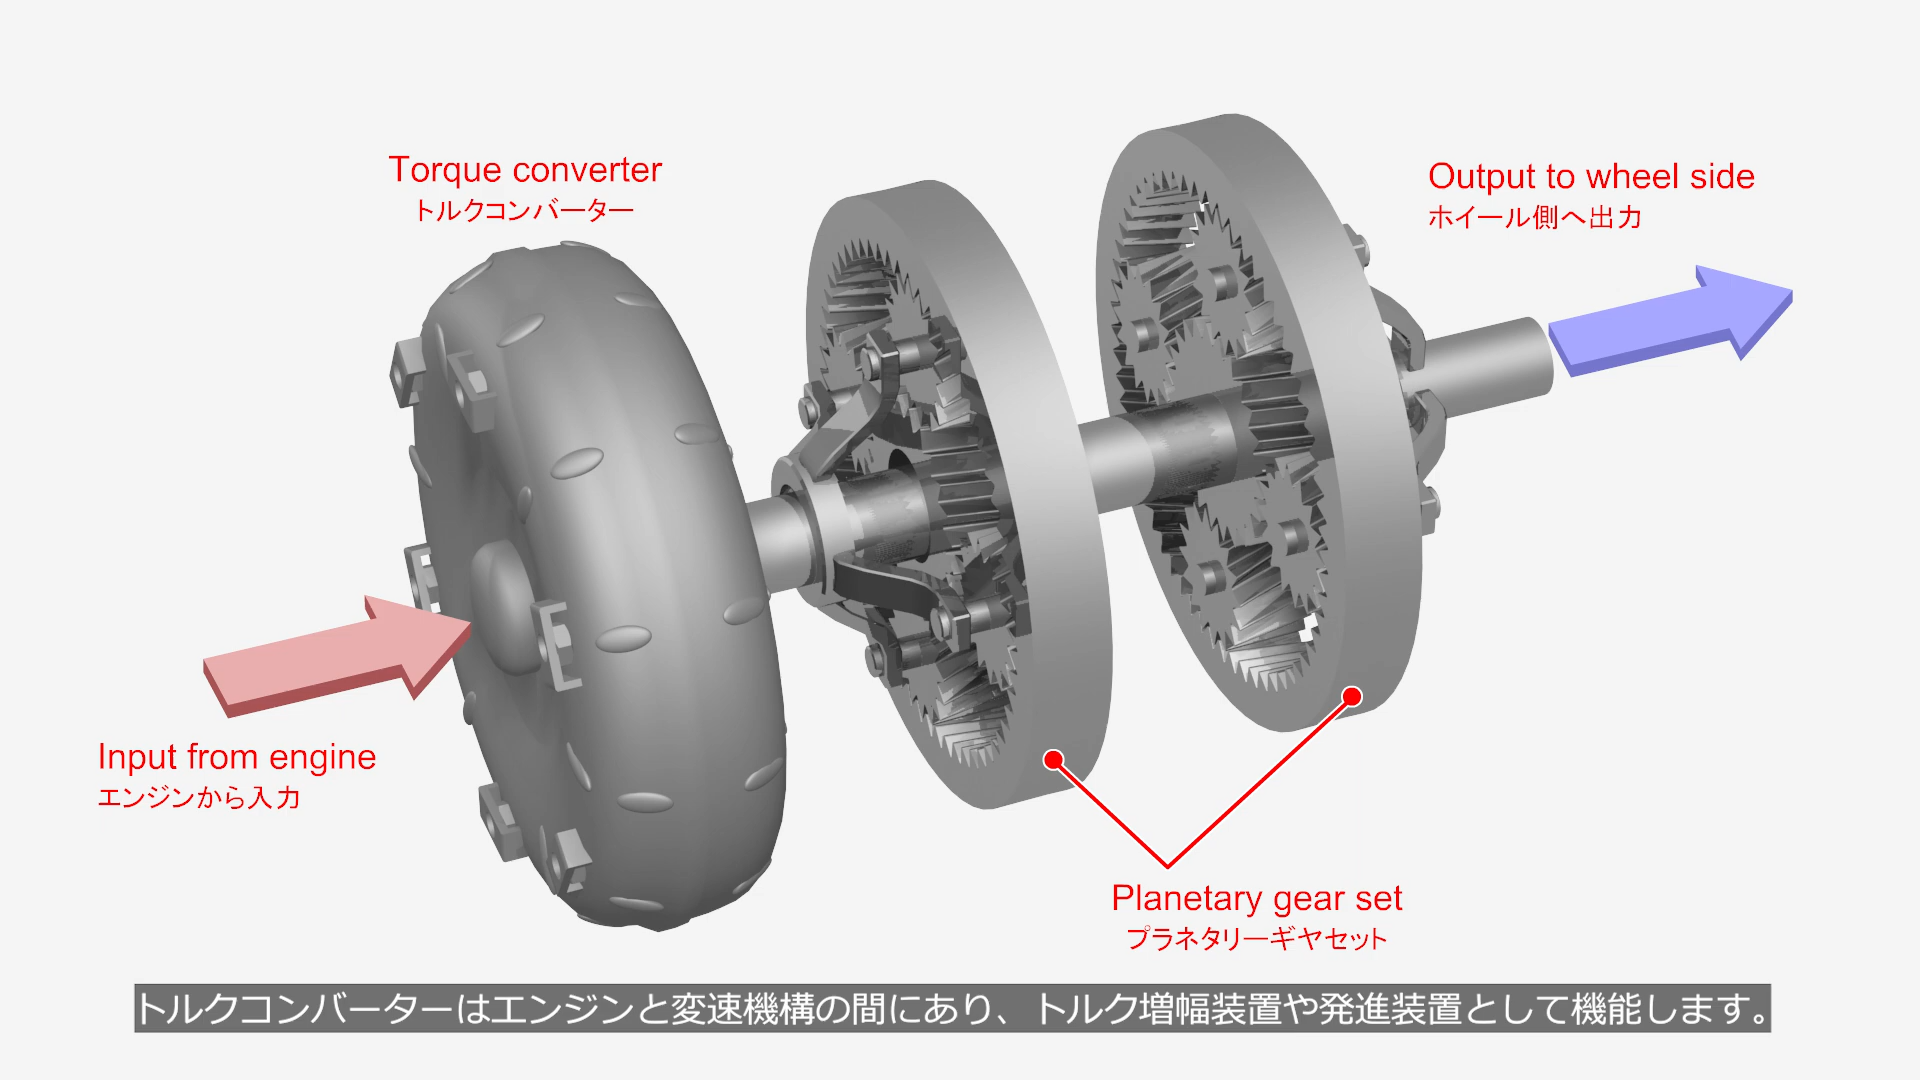 Torque converter
トルクコンバーター
Output to wheel side
ホイール側へ出力
Input from engine
エンジンから入力
Planetary gear set
プラネタリーギヤセット
トルクコンバーターはエンジンと変速機構の間にあり、トルク増幅装置や発進装置として機能します。